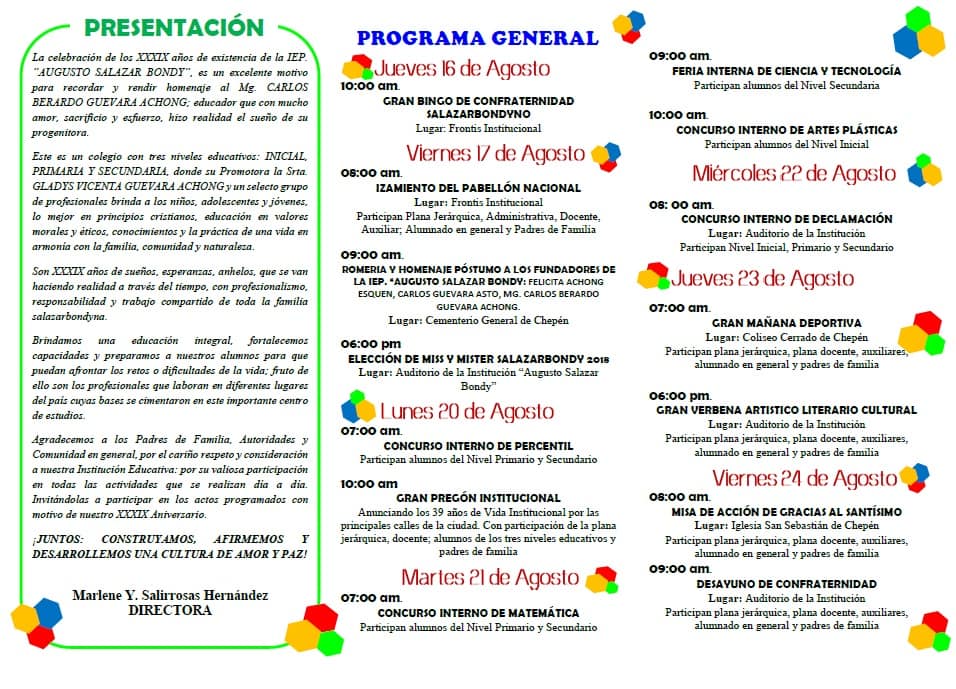 PRESENTACIÓN
La celebración de los XXXIX años de existencia de la IEP.
"AUGUSTO SALAZAR BONDY", es un excelente motivo
para recordar y rendir homenaje al Mg. CARLOS
BERARDO GUEVARA ACHONG; educador que con mucho
amor, sacrificio y esfuerzo, hizo realidad el sueño de su
progenitora.
Este es un colegio con tres niveles educativos: INICIAL,
PRIMARIA Y SECUNDARIA, donde su Promotora la Srta.
GLADYS VICENTA GUEVARA ACHONG y un selecto grupo
de profesionales brinda a los niños, adolescentes y jóvenes,
lo mejor en principios cristianos, educación en valores
morales y éticos, conocimientos y la práctica de una vida en
armonía con la familia, comunidad y naturaleza.
Son XXXIX años de sueños, esperanzas, anhelos, que se van
haciendo realidad a través del tiempo, con profesionalismo,
responsabilidad y trabajo compartido de toda la familia
salazarbondyna.
Brindamos una educación integral, fortalecemos
capacidades y preparamos a nuestros alumnos para que
puedan afrontar los retos o dificultades de la vida; fruto de
ello son los profesionales que laboran en diferentes lugares
del país cuyas bases se cimentaron en este importante centro
de estudios.
Agradecemos a los Padres de Familia, Autoridades y
Comunidad en general, por el cariño respeto y consideración
a nuestra Institución Educativa: por su valiosa participación
en todas las actividades que se realizan día a día.
Invitándolas a participar en los actos programados con
motivo de nuestro XXXIX Aniversario.
¡JUNTOS: CONSTRUYAMOS, AFIRMEMOS Y
DESARROLLEMOS UNA CULTURA DE AMOR Y PAZ!
Marlene Y. Salirrosas Hernández
DIRECTORA
PROGRAMA GENERAL
Jueves 16 de Agosto
10:00 am.
GRAN BINGO DE CONFRATERNIDAD
SALAZARBONDYNO
Lugar: Frontis Institucional
Viernes 17 de Agosto
08:00 am.
IZAMIENTO DEL PABELLÓN NACIONAL
Lugar: Frontis Institucional
Participan Plana Jerárquica, Administrativa, Docente,
Auxiliar; Alumnado en general y Padres de Familia
09:00 am.
ROMERIA Y HOMENAJE PÓSTUMO A LOS FUNDADORES DE
LA IEP. "AUGUSTO SALAZAR BONDY: FELICITA ACHONG
ESQUEN, CARLOS GUEVARA ASTO, MG. CARLOS BERARDO
GUEVARA ACHONG.
Lugar: Cementerio General de Chepén
06:00 pm
ELECCIÓN DE MISS Y MISTER SALAZARBONDY 2018
Lugar: Auditorio de la Institución "Augusto Salazar
Bondy"
Lunes 20 de Agosto
07:00 am.
CONCURSO INTERNO DE PERCENTIL
Participan alumnos del Nivel Primario y Secundario
10:00 am
GRAN PREGÓN INSTITUCIONAL
Anunciando los 39 años de Vida Institucional por las
principales calles de la ciudad. Con participación de la plana
jerárquica, docente; alumnos de los tres niveles educativos y
padres de familia
Martes 21 de Agosto
07:00 am.
CONCURSO INTERNO DE MATEMÁTICA
Participan alumnos del Nivel Primario y Secundario
09:00 am.
FERIA INTERNA DE CIENCIA Y TECNOLOGÍA
Participan alumnos del Nivel Secundaria
10:00 am.
CONCURSO INTERNO DE ARTES PLÁSTICAS
Participan alumnos del Nivel Inicial
Miércoles 22 de Agosto
08: 00 am.
CONCURSO INTERNO DE DECLAMACIÓN
Lugar: Auditorio de la Institución
Participan Nivel Inicial, Primario y Secundario
Jueves 23 de Agosto
07:00 am.
GRAN MAÑANA DEPORTIVA
Lugar: Coliseo Cerrado de Chepén
Participan plana jerárquica, plana docente, auxiliares,
alumnado en general y padres de familia
06:00 pm.
GRAN VERBENA ARTISTICO LITERARIO CULTURAL
Lugar: Auditorio de la Institución
Participan plana jerárquica, plana docente, auxiliares,
alumnado en general y padres de familia
Viernes 24 de Agosto
08:00 am.
MISA DE ACCIÓN DE GRACIAS AL SANTÍSIMO
Lugar: Iglesia San Sebastián de Chepén
Participan plana jerárquica, plana docente, auxiliares,
alumnado en general y padres de familia
09:00 am.
DESAYUNO DE CONFRATERNIDAD
Lugar: Auditorio de la Institución
Participan plana jerárquica, plana docente, auxiliares,
alumnado en general y padres de familia